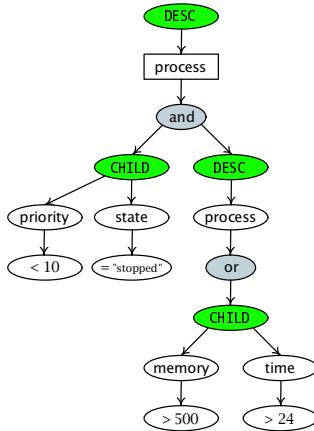 DESC
process
and
CHILD DESC
priority state process
< 10 = "stopped" or
CHILD
memory time
> 500 > 24